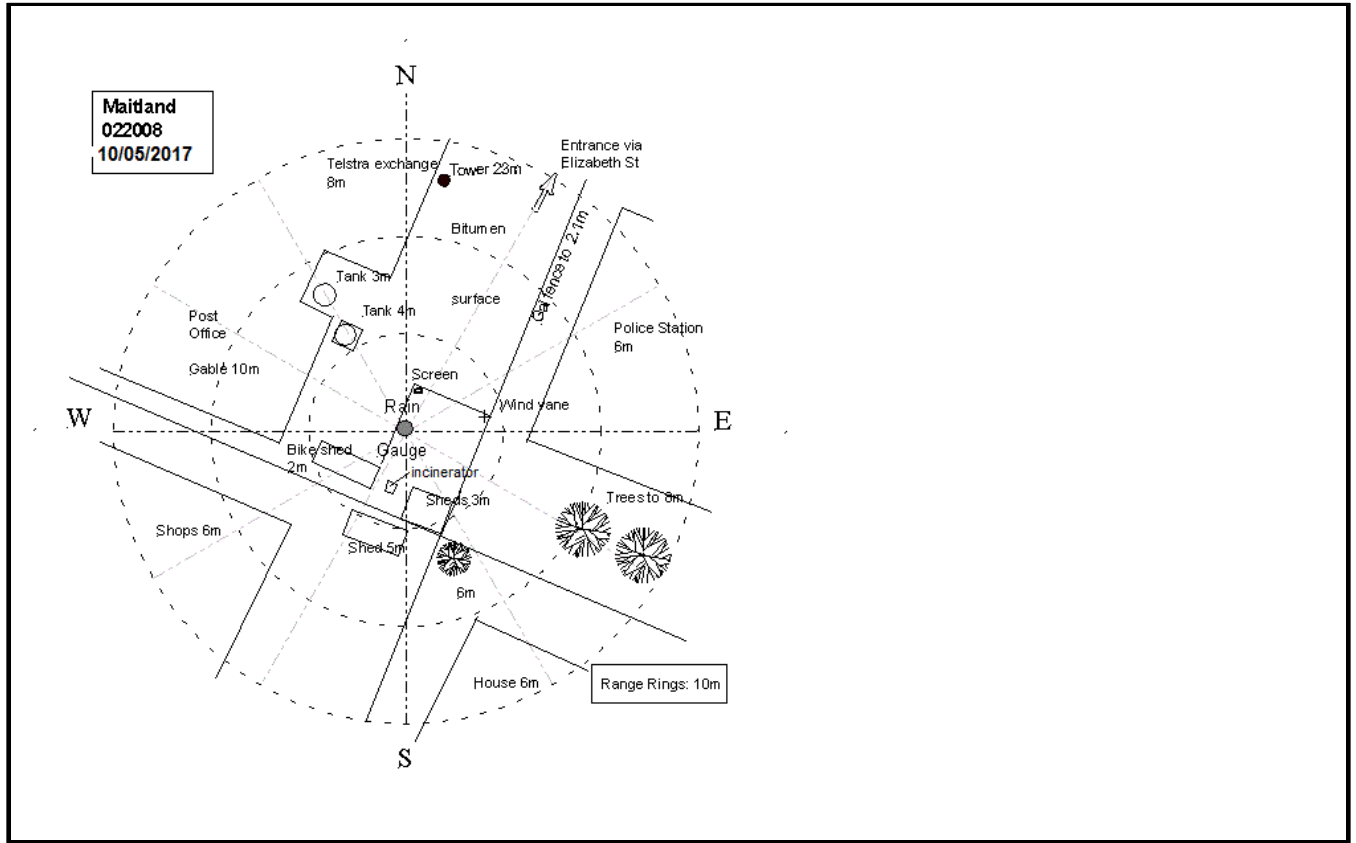 N
Maitland
022008
10/05/2017
Entrance via
Elizabeth St
Telstra exchange
8m
Tower 23m
Bitumen
Gal fence to 2.1m
Tank 3m
surface
Tank 4m
Post
Office
Police Station
6m
Gable 10m
Screen
Rain
Wind vane
W
E
Bike shed
2m
Gauge
incinerator
Sheds 3m
Trees to 8m
Shops 6m
Shed 5m
6m
House 6m
Range Rings: 10m
S